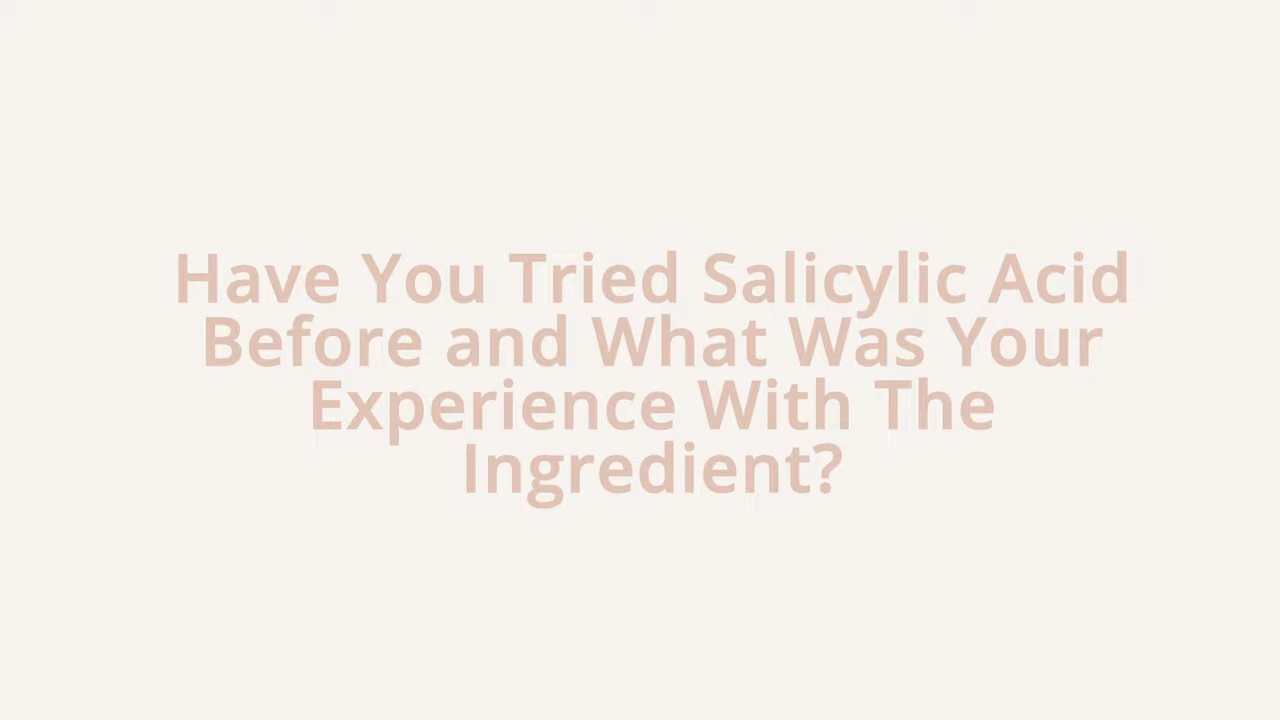 Have You Tried Salicylic Acid
Before and What Was Your
Experience With The
Ingredient?